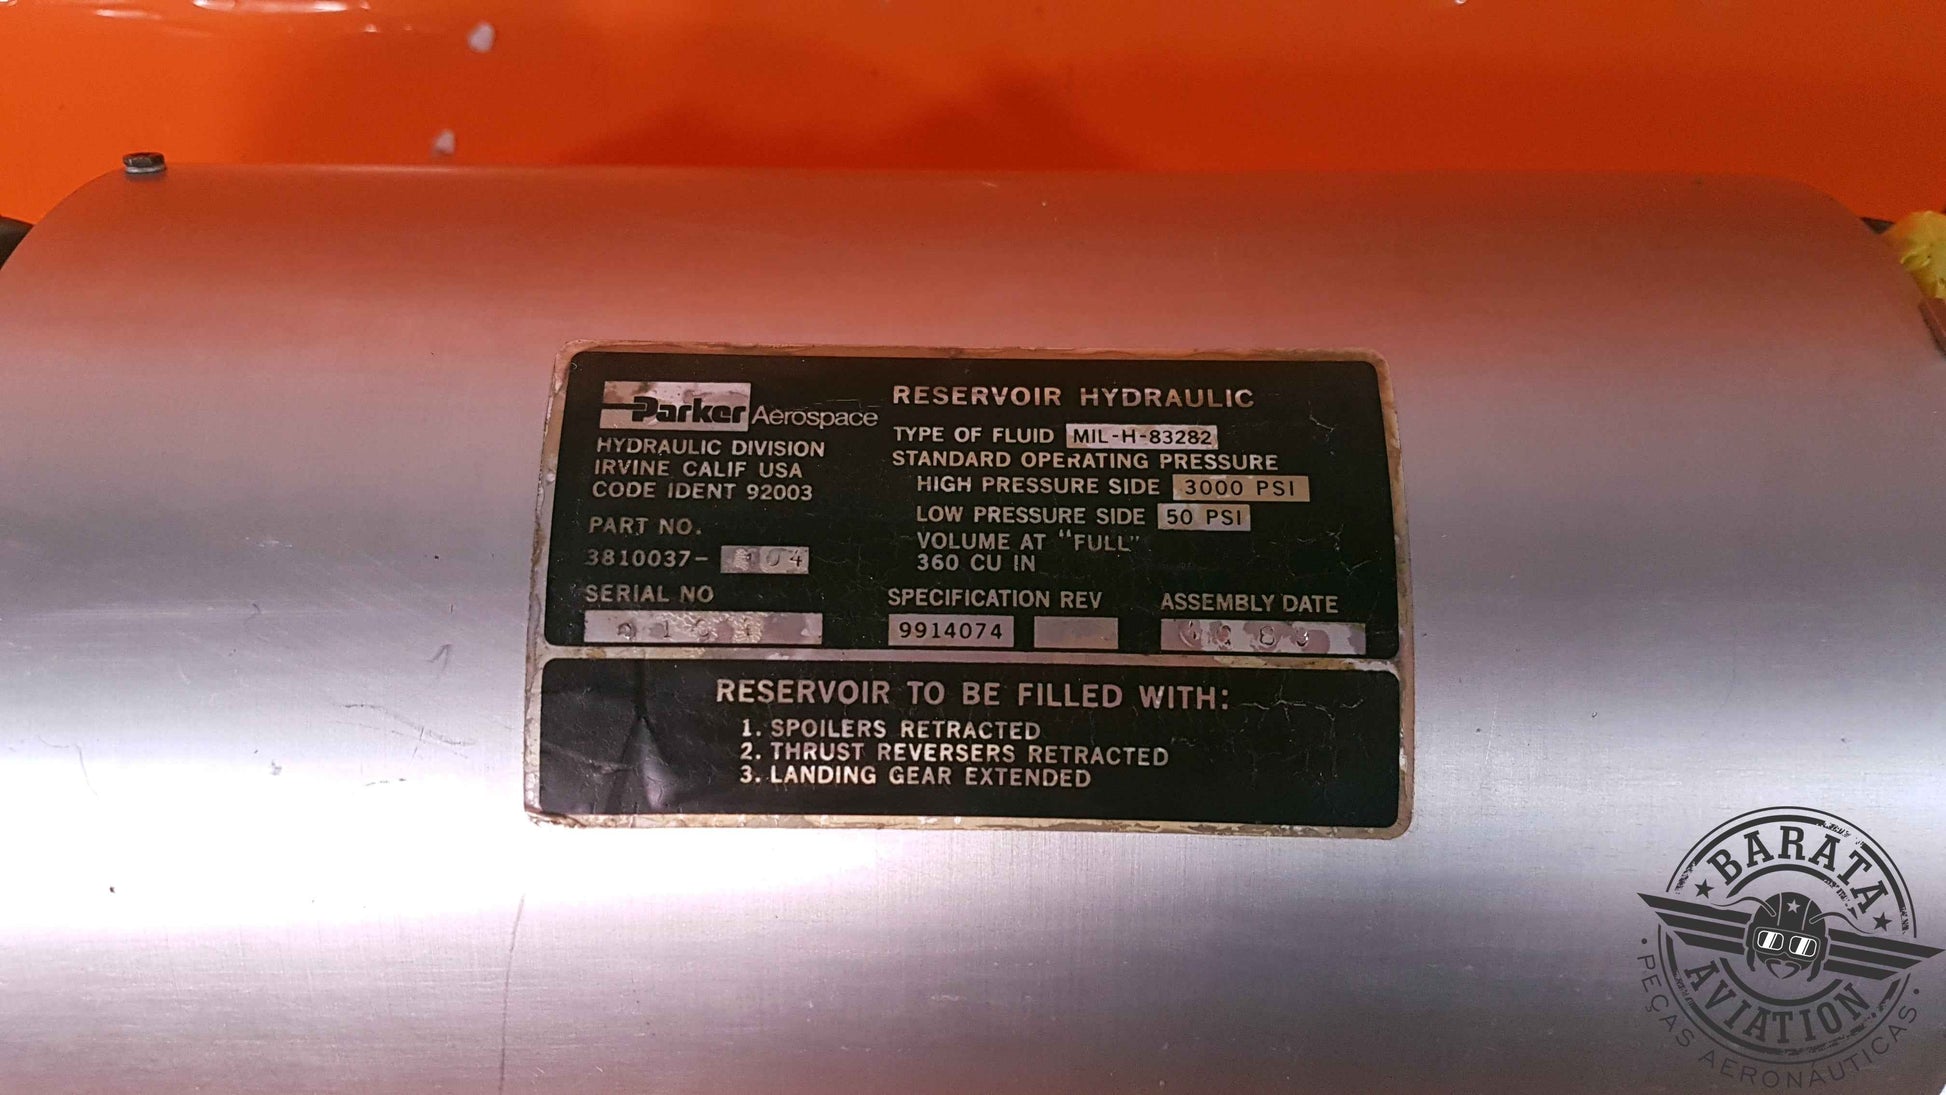 Parker Aerospace
HYDRAULIC DIVISION
IRVINE CALIF USA
CODE IDENT 92003
PART NO.
3810037-
SERIAL NO
RESERVOIR HYDRAULIC
TYPE OF FLUID MIL-H-83282
STANDARD OPERATING PRESSURE
HIGH PRESSURE SIDE 3000 PSI
LOW PRESSURE SIDE 50 PSI
VOLUME AT "FULL"
360 CU IN
SPECIFICATION REV
9914074
ASSEMBLY DATE
RESERVOIR TO BE FILLED WITH:
1. SPOILERS RETRACTED
2. THRUST REVERSERS RETRACTED
3. LANDING GEAR EXTENDED
BARATA
AVIATION
PEÇAS AERONÁUTICAS